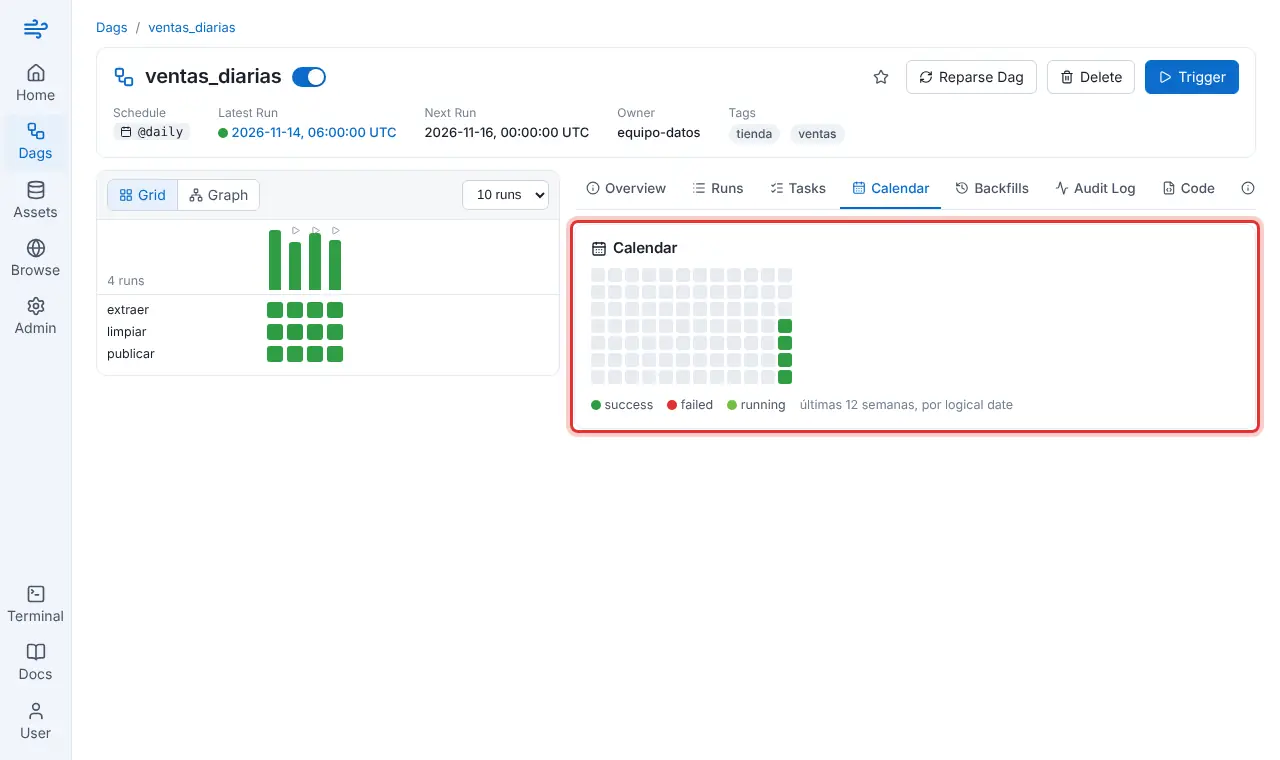 Dags / ventas_diarias
ventas_diarias
Reparse Dag
Delete
Trigger
Schedule
@daily
Latest Run
2026-11-14, 06:00:00 UTC
Next Run
2026-11-16, 00:00:00 UTC
Owner
equipo-datos
Tags
tienda ventas
Home
Dags
Assets
Browse
Admin
Terminal
Docs
User
Grid Graph
10 runs
4 runs
extraer
limpiar
publicar
Overview Runs Tasks Calendar Backfills Audit Log Code
Calendar
success failed running últimas 12 semanas, por logical date